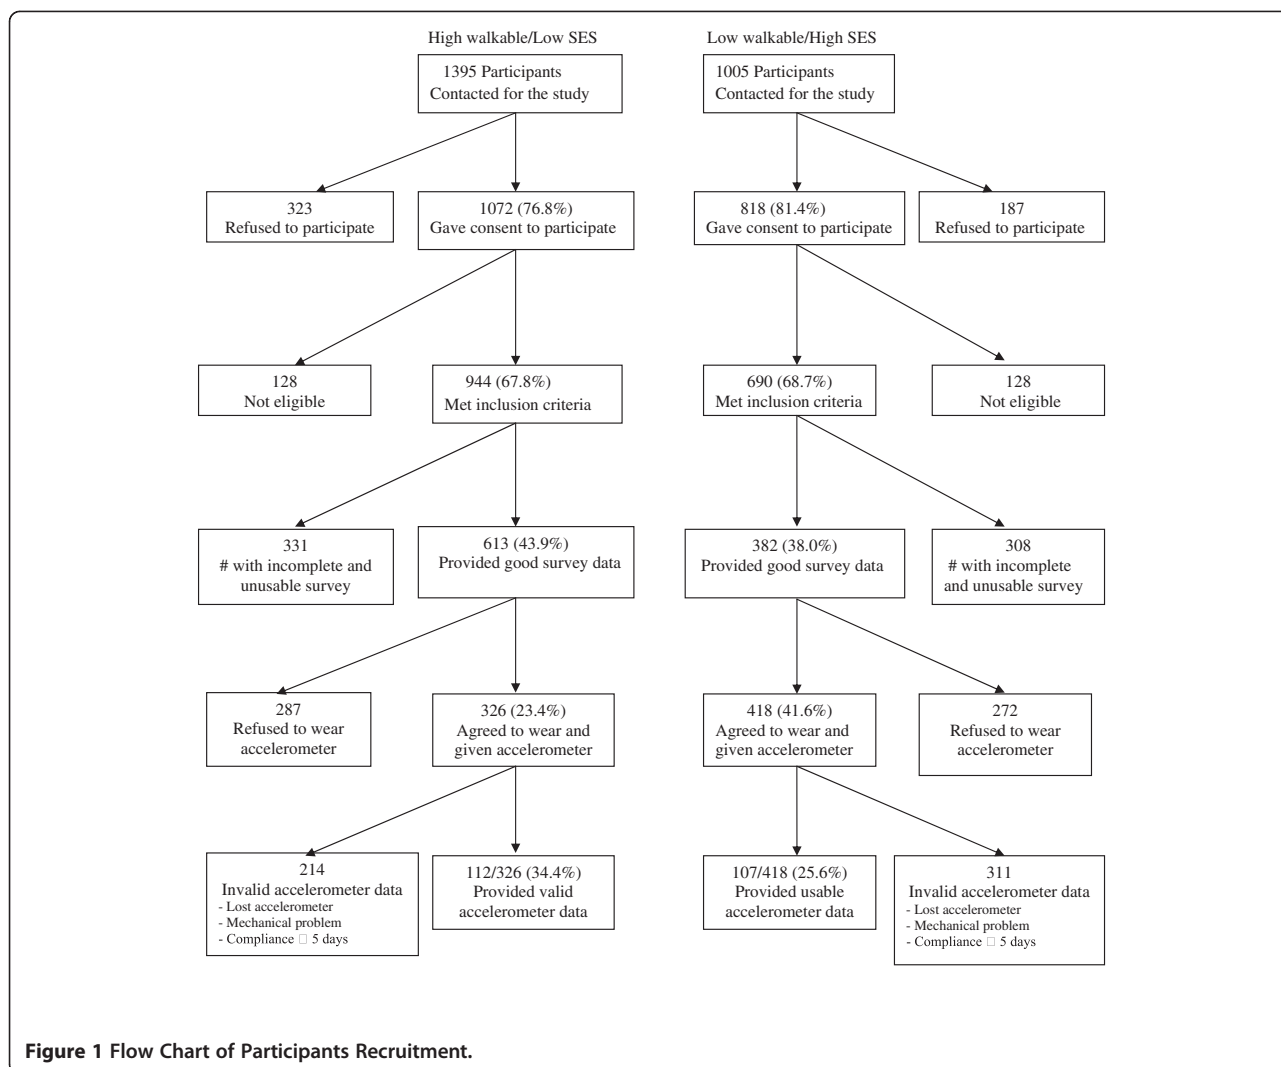 High walkable/Low SES
Low walkable/High SES
1395 Participants
Contacted for the study
1005 Participants
Contacted for the study
323
Refused to participate
1072 (76.8%)
Gave consent to participate
818 (81.4%)
Gave consent to participate
187
Refused to participate
128
Not eligible
944 (67.8%)
Met inclusion criteria
690 (68.7%)
Met inclusion criteria
128
Not eligible
331
# with incomplete and
unusable survey
613 (43.9%)
Provided good survey data
382 (38.0%)
Provided good survey data
308
# with incomplete
and unusable survey
287
Refused to wear
accelerometer
326 (23.4%)
Agreed to wear and
given accelerometer
418 (41.6%)
Agreed to wear and
given accelerometer
272
Refused to wear
accelerometer
214
Invalid accelerometer data
- Lost accelerometer
- Mechanical problem
- Compliance □ 5 days
112/326 (34.4%)
Provided valid
accelerometer data
107/418 (25.6%)
Provided usable
accelerometer data
311
Invalid accelerometer data
- Lost accelerometer
- Mechanical problem
- Compliance □ 5 days
Figure 1 Flow Chart of Participants Recruitment.